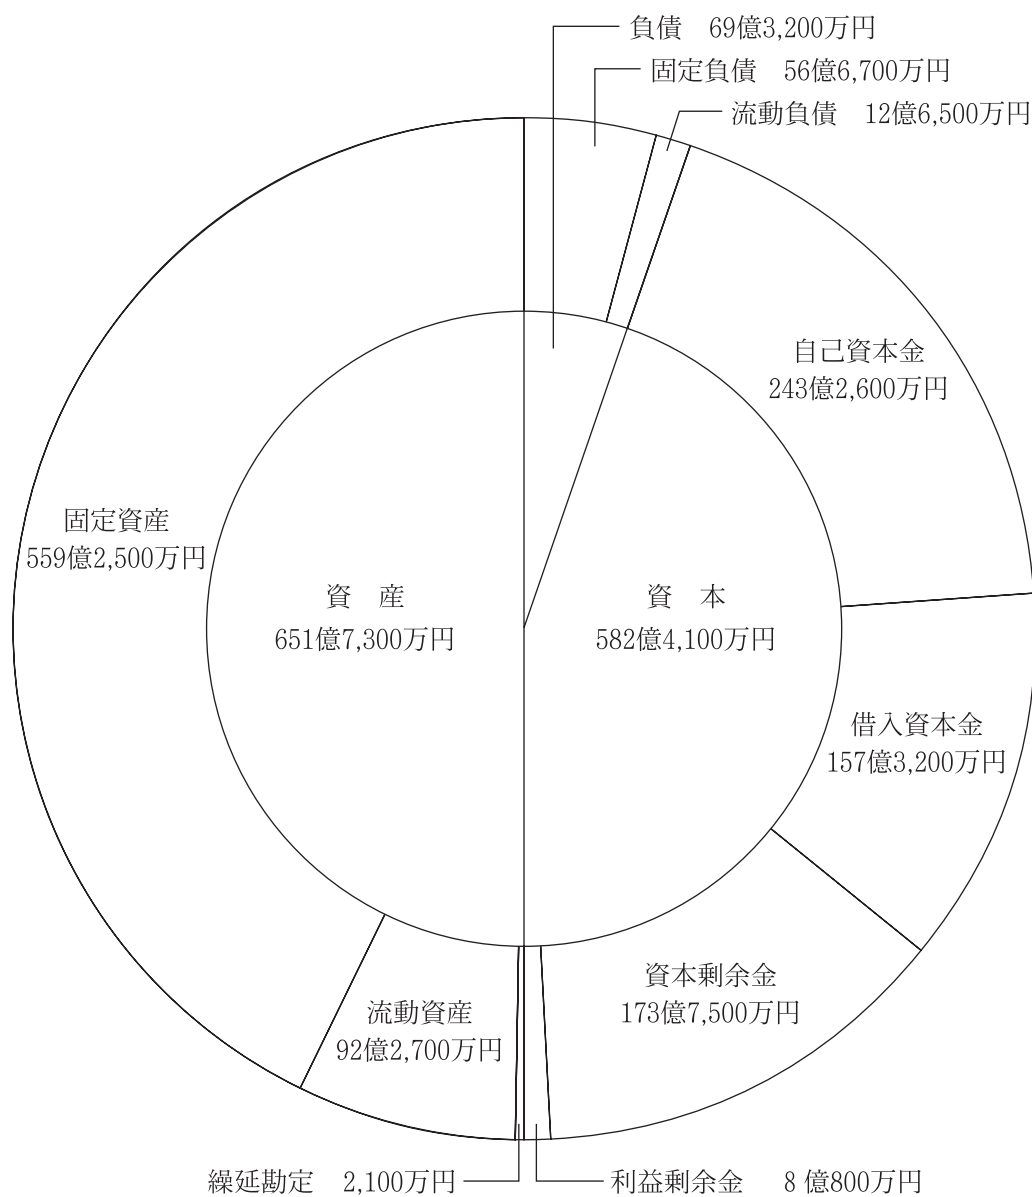 負債　69億3,200万円
固定負債　56億6,700万円
流動負債　12億6,500万円
自己資本金
243億2,600万円
固定資産
559億2,500万円
資　産
651億7,300万円
資　本
582億4,100万円
借入資本金
157億3,200万円
資本剰余金
173億7,500万円
流動資産
92億2,700万円
繰延勘定　2,100万円
利益剰余金　8億800万円